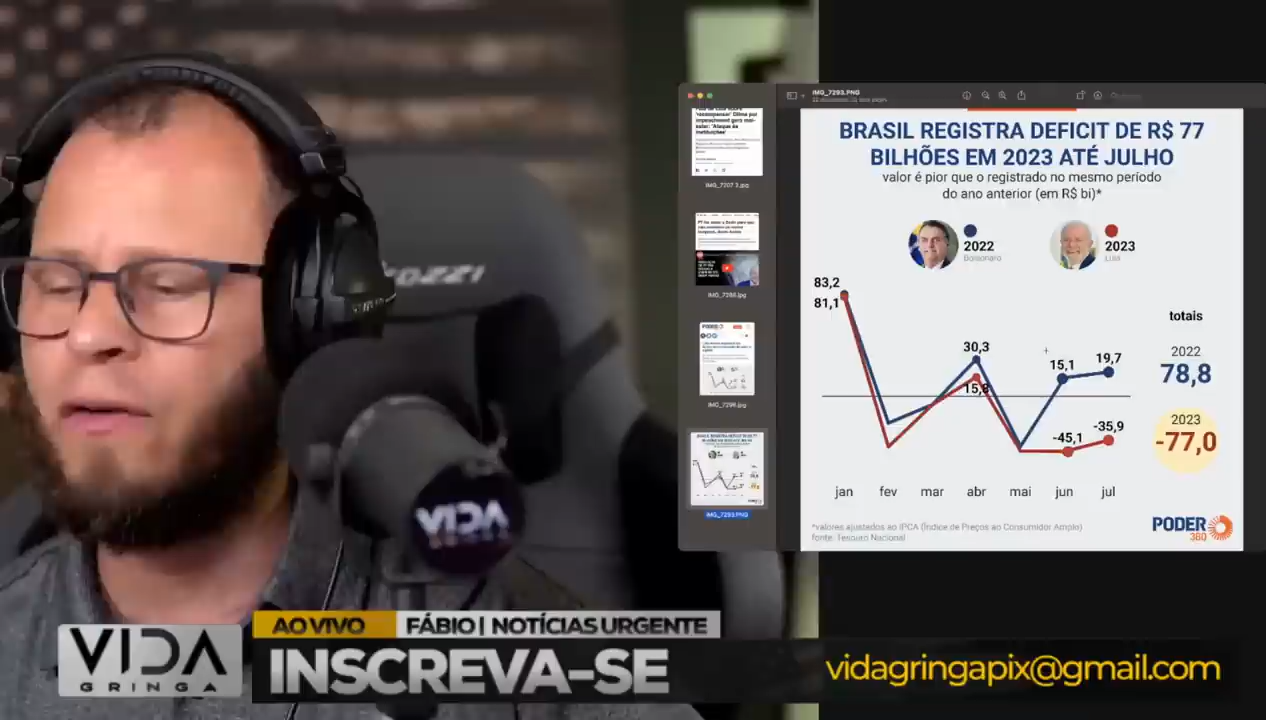 IMG_7293.PNG
BRASIL REGISTRA DEFICIT DE R$ 77
BILHÕES EM 2023 ATÉ JULHO
valor é pior que o registrado no mesmo período
do ano anterior (em R$ bi)*
2022
Bolsonaro
2023
Lula
83,2
81,1
30,3
15,8
15,1
19,7
-45,1
-35,9
totais
2022
78,8
2023
-77,0
jan fev mar abr mai jun jul
*valores ajustados ao IPCA (Índice de Preços ao Consumidor Amplo)
fonte: Tesouro Nacional
PODER
360
IMG_7293.PNG
VIDA
AO VIVO FÁBIO | NOTÍCIAS URGENTE
VIDA
GRINGA
INSCREVA-SE
vidagringapix@gmail.com